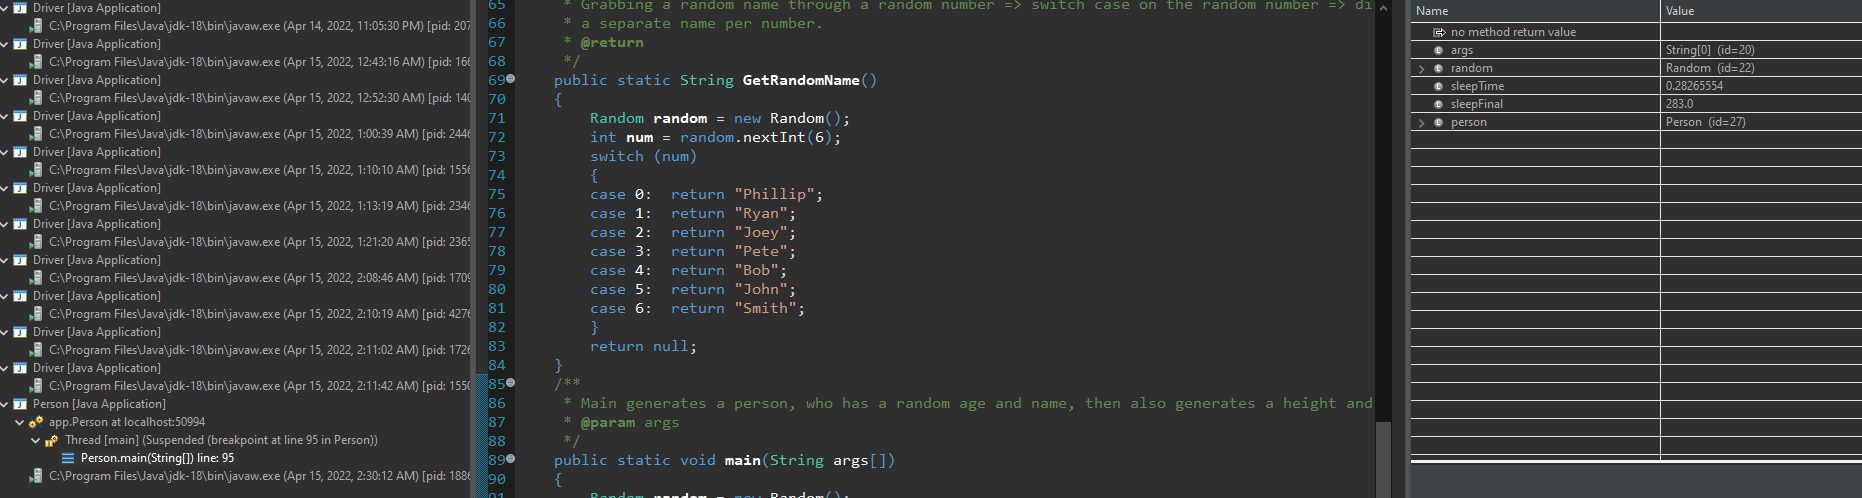 Driver [Java Application]
C:\Program Files\Java\jdk-18\bin\javaw.exe (Apr 14, 2022, 11:05:30 PM) [pid: 207
Driver [Java Application]
C:\Program Files\Java\jdk-18\bin\javaw.exe (Apr 15, 2022, 12:43:16 AM) [pid: 166
Driver [Java Application]
C:\Program Files\Java\jdk-18\bin\javaw.exe (Apr 15, 2022, 12:52:30 AM) [pid: 140
Driver [Java Application]
C:\Program Files\Java\jdk-18\bin\javaw.exe (Apr 15, 2022, 1:00:39 AM) [pid: 2446
Driver [Java Application]
C:\Program Files\Java\jdk-18\bin\javaw.exe (Apr 15, 2022, 1:10:10 AM) [pid: 1556
Driver [Java Application]
C:\Program Files\Java\jdk-18\bin\javaw.exe (Apr 15, 2022, 1:13:19 AM) [pid: 2346
Driver [Java Application]
C:\Program Files\Java\jdk-18\bin\javaw.exe (Apr 15, 2022, 1:21:20 AM) [pid: 2365
Driver [Java Application]
C:\Program Files\Java\jdk-18\bin\javaw.exe (Apr 15, 2022, 2:08:46 AM) [pid: 1709
Driver [Java Application]
C:\Program Files\Java\jdk-18\bin\javaw.exe (Apr 15, 2022, 2:10:19 AM) [pid: 4276
Driver [Java Application]
C:\Program Files\Java\jdk-18\bin\javaw.exe (Apr 15, 2022, 2:11:02 AM) [pid: 1726
Driver [Java Application]
C:\Program Files\Java\jdk-18\bin\javaw.exe (Apr 15, 2022, 2:11:42 AM) [pid: 1550
Person [Java Application]
app.Person at localhost:50994
Thread [main] (Suspended (breakpoint at line 95 in Person))
Person.main(String[]) line: 95
C:\Program Files\Java\jdk-18\bin\javaw.exe (Apr 15, 2022, 2:30:12 AM) [pid: 1886
65 * Grabbing a random name through a random number => switch case on the random number => di
66 * a separate name per number.
67 * @return
68 */
69 public static String GetRandomName()
70 {
71 Random random = new Random();
72 int num = random.nextInt(6);
73 switch (num)
74 {
75 case 0: return "Phillip";
76 case 1: return "Ryan";
77 case 2: return "Joey";
78 case 3: return "Pete";
79 case 4: return "Bob";
80 case 5: return "John";
81 case 6: return "Smith";
82 }
83 return null;
84 }
85 /**
86 * Main generates a person, who has a random age and name, then also generates a height and
87 * @param args
88 */
89 public static void main(String args[])
90 {
91 Random random = new Random();
Name Value
no method return value
args String[0] (id=20)
random Random (id=22)
sleepTime 0.28265554
sleepFinal 283.0
person Person (id=27)